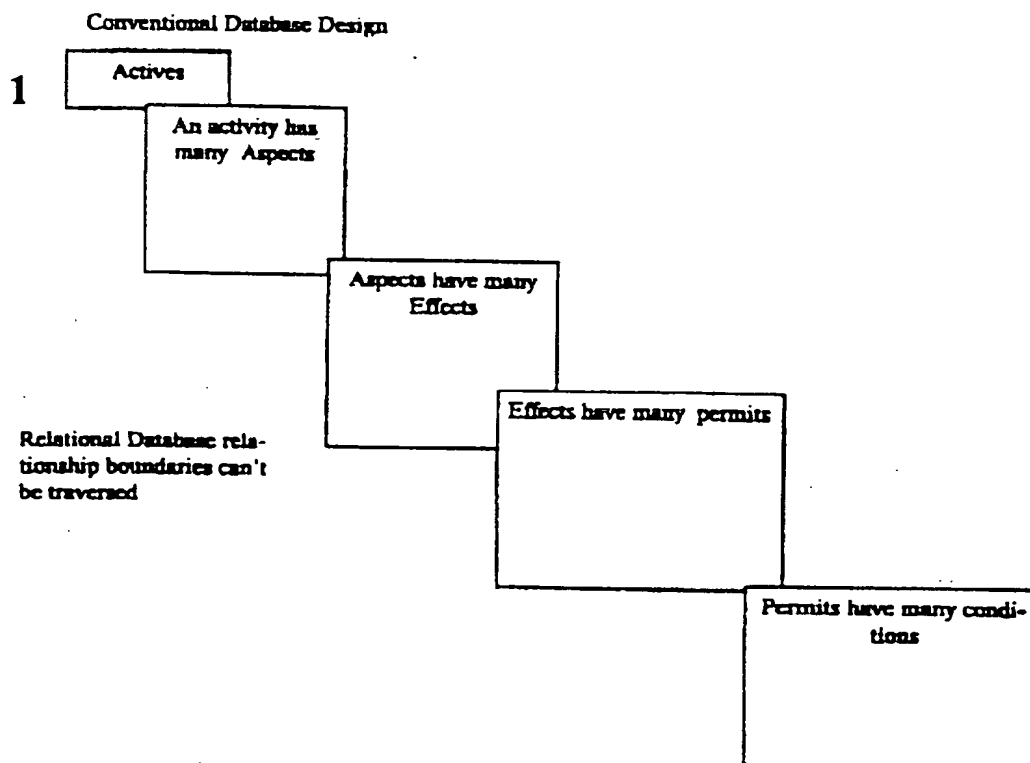 Conventional Database Design
1
Actives
An activity has
many Aspects
Aspects have many
Effects
Effects have many permits
Relational Database rela-
tionship boundaries can't
be traversed
Permits have many condi-
tions